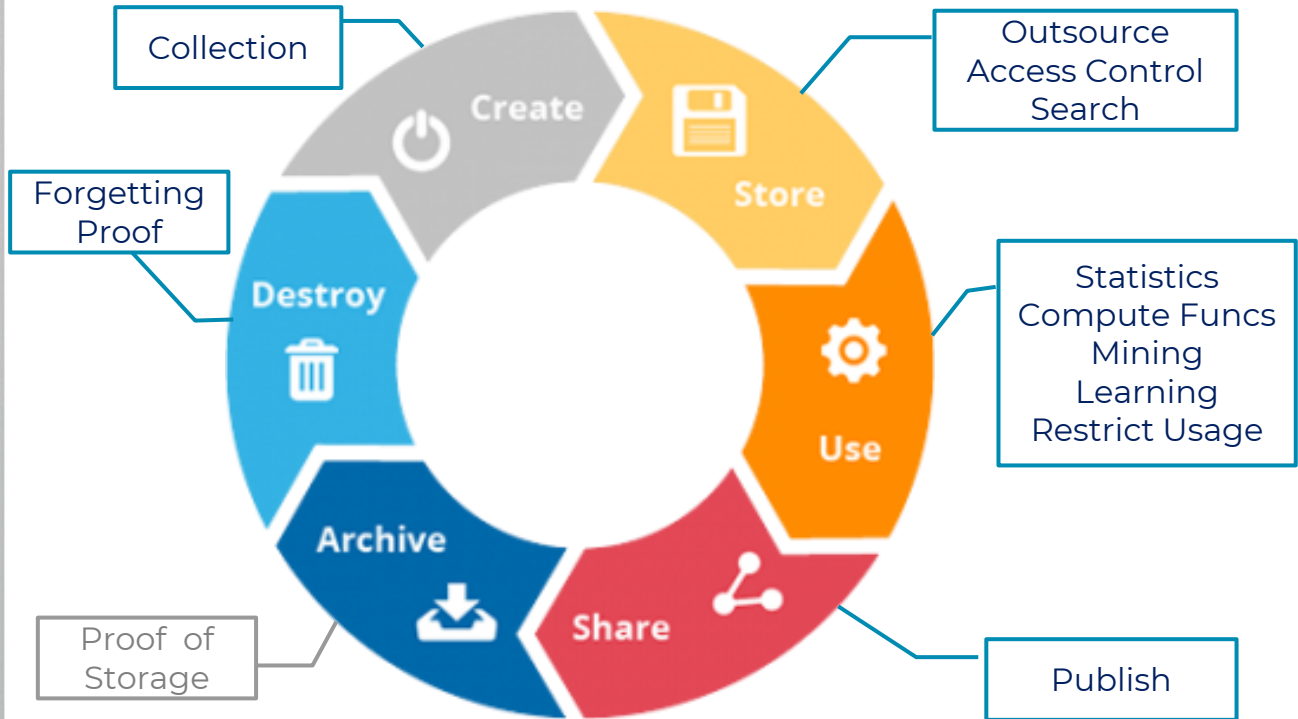 Collection
Create
Outsource
Access Control
Search
Store
Forgetting
Proof
Destroy
Statistics
Compute Funcs
Mining
Learning
Restrict Usage
Use
Archive
Share
Proof of
Storage
Publish